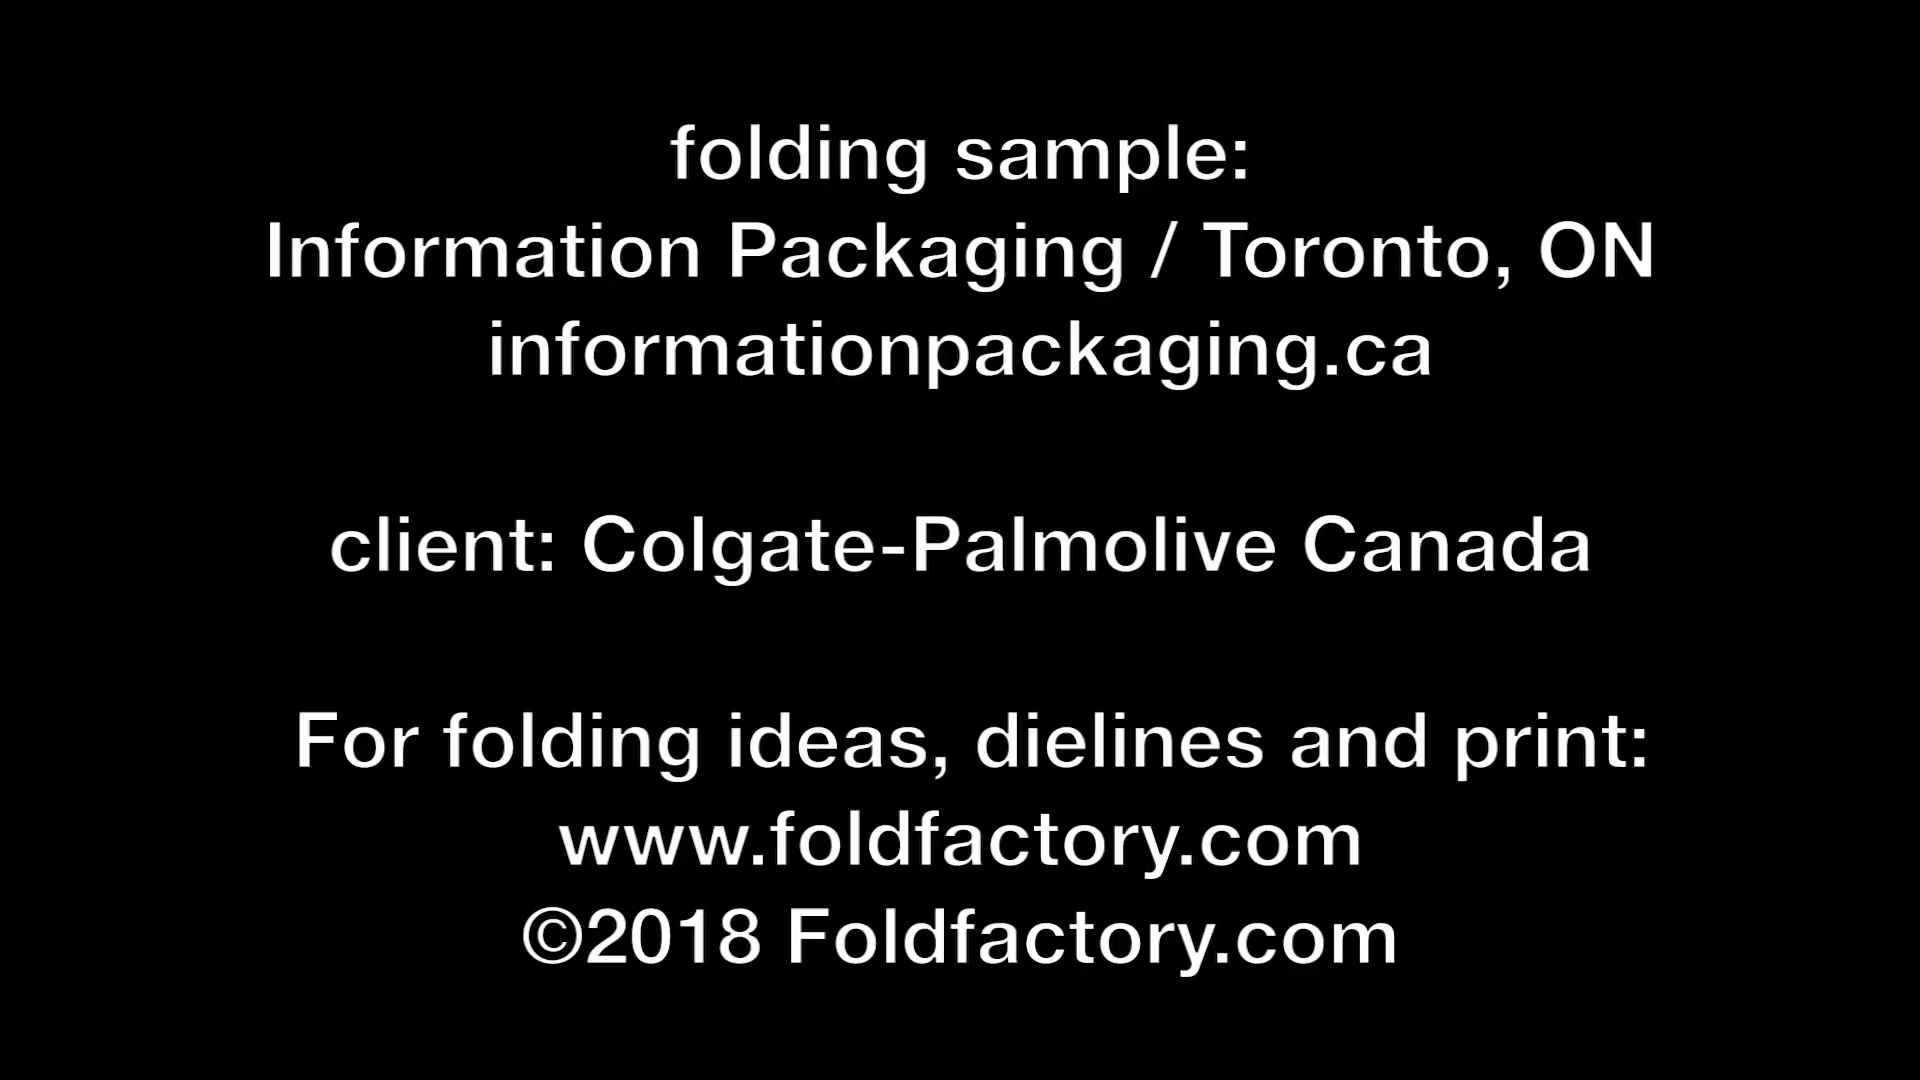 folding sample:
Information Packaging / Toronto, ON
informationpackaging.ca
client: Colgate-Palmolive Canada
For folding ideas, dielines and print:
www.foldfactory.com
©2018 Foldfactory.com